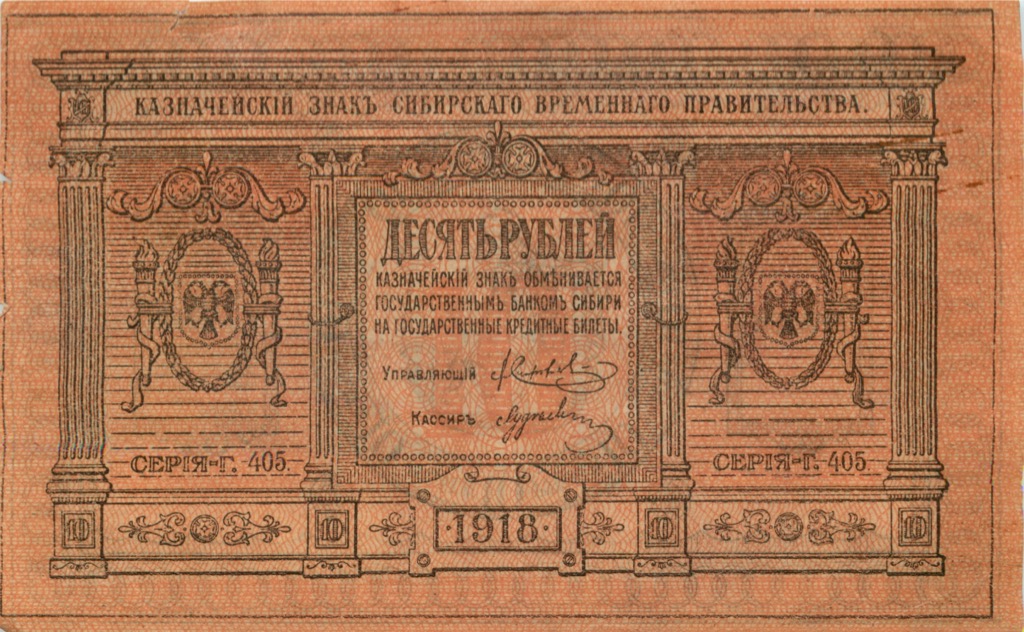 КАЗНАЧЕЙСКІЙ ЗНАКЪ СИБИРСКАГО ВРЕМЕННАГО ПРАВИТЕЛЬСТВА.
ДЕСЯТЬ РУБЛЕЙ
КАЗНАЧЕЙСКІЙ ЗНАКЪ ОБМѢНИВАЕТСЯ
ГОСУДАРСТВЕННЫМЪ БАНКОМЪ СИБИРИ
НА ГОСУДАРСТВЕННЫЕ КРЕДИТНЫЕ БИЛЕТЫ.
УПРАВЛЯЮЩІЙ
КАССИРЪ
СЕРІЯ-Г. 405.
СЕРІЯ-Г. 405.
10
10
·1918·
10
10